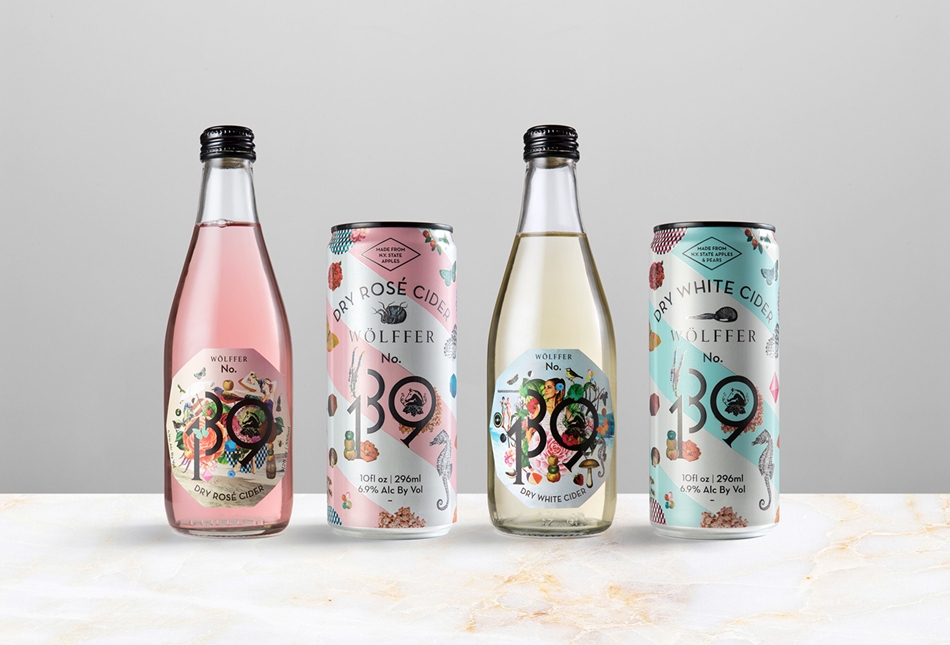 WÖLFFER
No.
139
DRY ROSÉ CIDER
MADE FROM
N.Y. STATE
APPLES
DRY ROSÉ CIDER
WÖLFFER
No.
139
10fl oz | 296ml
6.9% Alc By Vol
WÖLFFER
No.
139
DRY WHITE CIDER
MADE FROM
N.Y. STATE APPLES
& PEARS
DRY WHITE CIDER
WÖLFFER
No.
139
10fl oz | 296ml
6.9% Alc By Vol